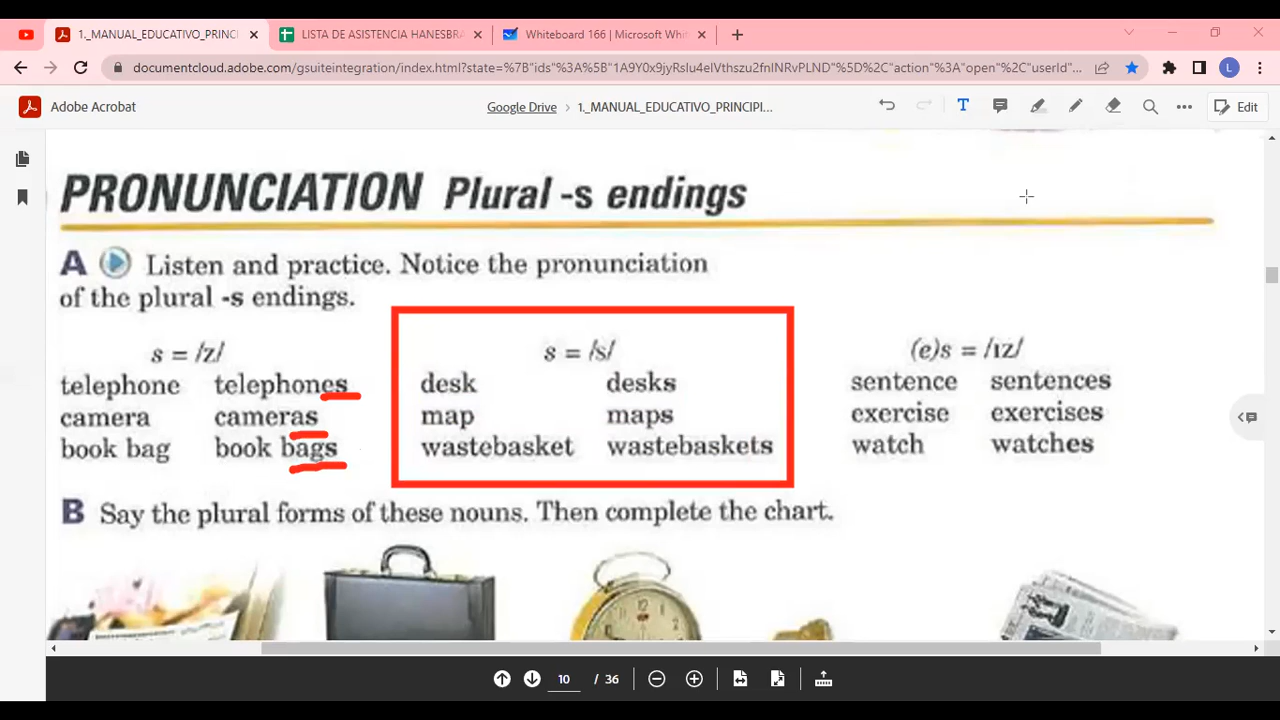 1._MANUAL_EDUCATIVO_PRINCI
LISTA DE ASISTENCIA HANESBRA
Whiteboard 166 | Microsoft Whi
documentcloud.adobe.com/gsuiteintegration/index.html?state=%7B"ids"%3A%5B"1A9Y0x9jyRslu4eIVthszu2fnINRvPLND"%5D%2C"action"%3A"open"%2C"userId"...
L
Adobe Acrobat
Google Drive > 1._MANUAL_EDUCATIVO_PRINCIPI...
T
Edit
PRONUNCIATION Plural -s endings
A Listen and practice. Notice the pronunciation
of the plural -s endings.
s = /z/ s = /s/ (e)s = /ɪz/
telephone telephones desk desks sentence sentences
camera cameras map maps exercise exercises
book bag book bags wastebasket wastebaskets watch watches
B Say the plural forms of these nouns. Then complete the chart.
10 / 36